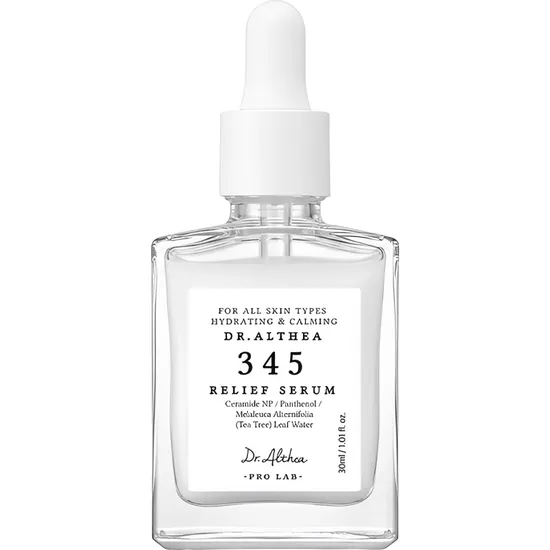 FOR ALL SKIN TYPES
HYDRATING & CALMING
DR.ALTHEA
345
RELIEF SERUM
Ceramide NP / Panthenol /
Melaleuca Alternifolia
(Tea Tree) Leaf Water
Dr.Althea
-PRO LAB-
30ml / 1.01 fl. oz.